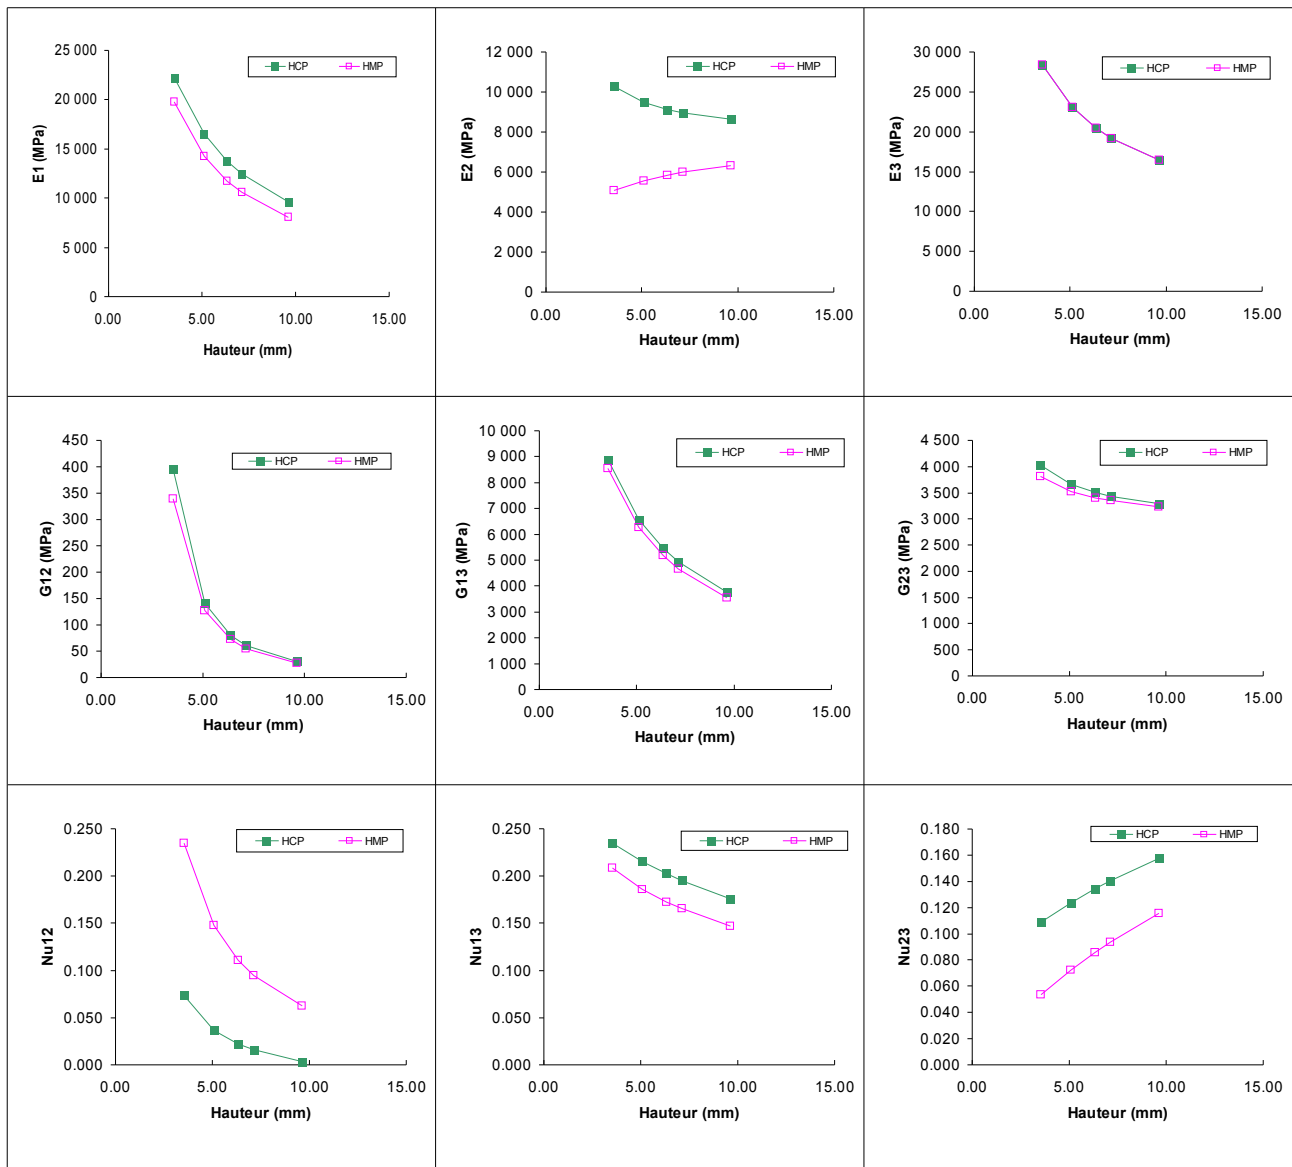 E1 (MPa)
25 000
20 000
15 000
10 000
5 000
0
0.00 5.00 10.00 15.00
Hauteur (mm)
HCP HMP
E2 (MPa)
12 000
10 000
8 000
6 000
4 000
2 000
0
0.00 5.00 10.00 15.00
Hauteur (mm)
HCP HMP
E3 (MPa)
30 000
25 000
20 000
15 000
10 000
5 000
0
0.00 5.00 10.00 15.00
Hauteur (mm)
HCP HMP
G12 (MPa)
450
400
350
300
250
200
150
100
50
0
0.00 5.00 10.00 15.00
Hauteur (mm)
HCP HMP
G13 (MPa)
10 000
9 000
8 000
7 000
6 000
5 000
4 000
3 000
2 000
1 000
0
0.00 5.00 10.00 15.00
Hauteur (mm)
HCP HMP
G23 (MPa)
4 500
4 000
3 500
3 000
2 500
2 000
1 500
1 000
500
0
0.00 5.00 10.00 15.00
Hauteur (mm)
HCP HMP
Nu12
0.250
0.200
0.150
0.100
0.050
0.000
0.00 5.00 10.00 15.00
Hauteur (mm)
HCP HMP
Nu13
0.250
0.200
0.150
0.100
0.050
0.000
0.00 5.00 10.00 15.00
Hauteur (mm)
HCP HMP
Nu23
0.180
0.160
0.140
0.120
0.100
0.080
0.060
0.040
0.020
0.000
0.00 5.00 10.00 15.00
Hauteur (mm)
HCP HMP